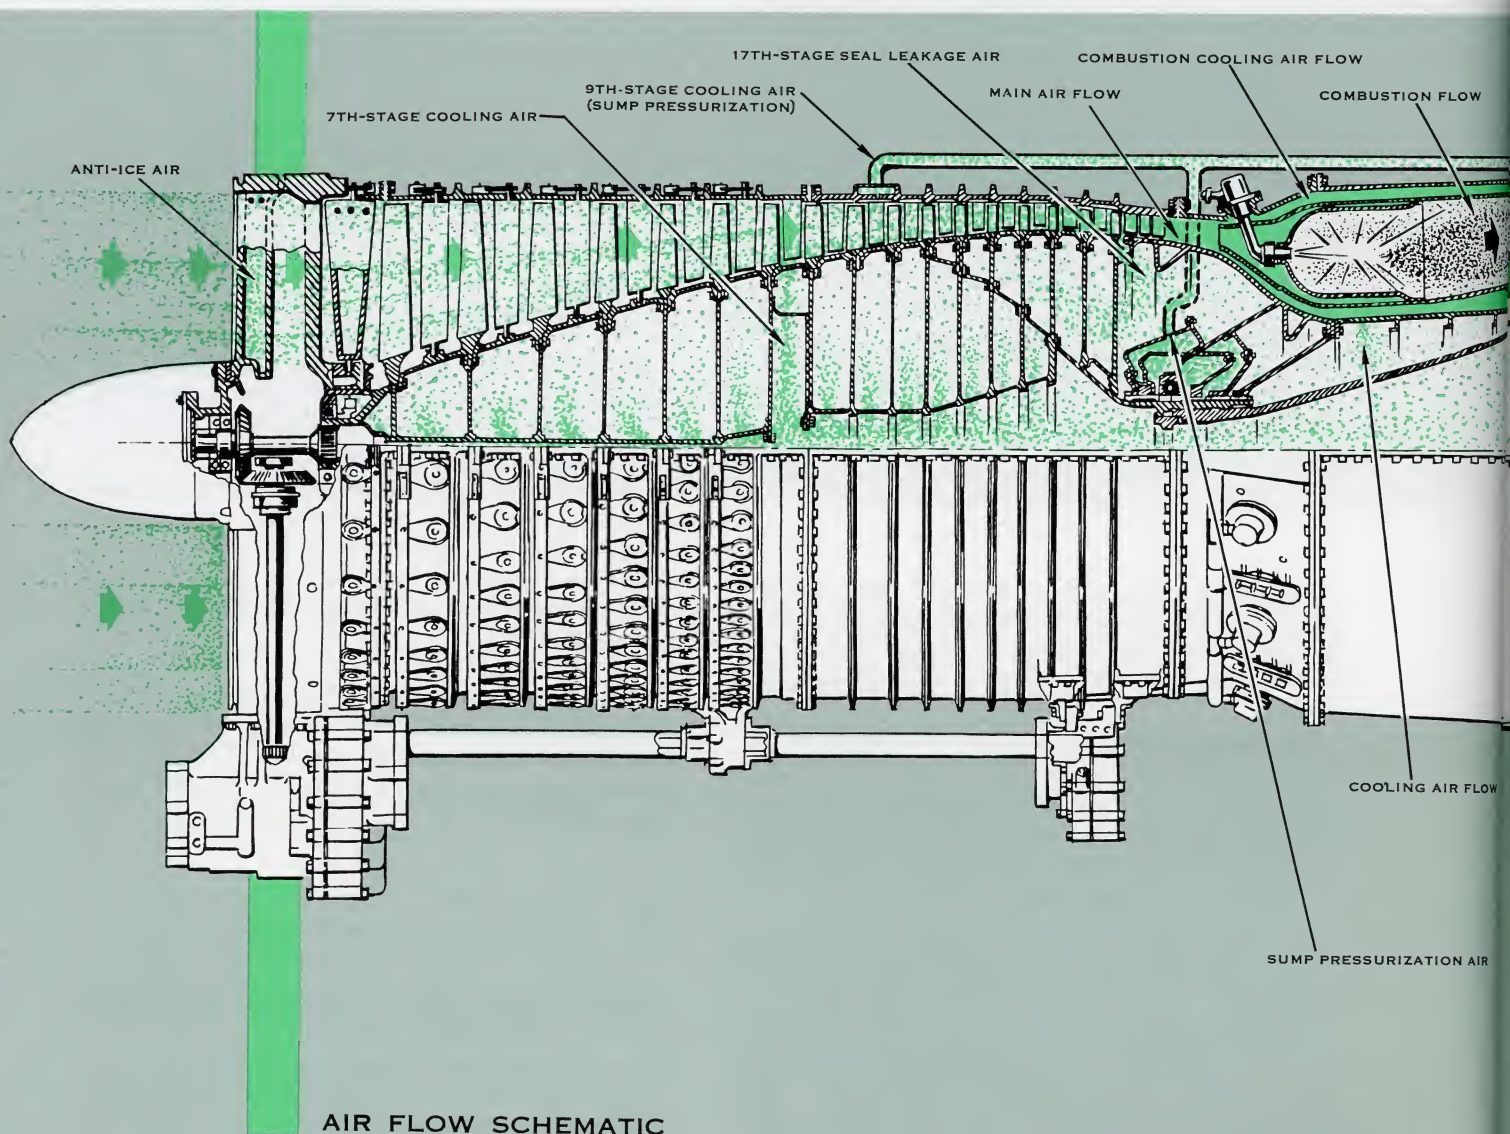 17TH-STAGE SEAL LEAKAGE AIR
COMBUSTION COOLING AIR FLOW
9TH-STAGE COOLING AIR
(SUMP PRESSURIZATION)
MAIN AIR FLOW
COMBUSTION FLOW
7TH-STAGE COOLING AIR
ANTI-ICE AIR
COOLING AIR FLOW
SUMP PRESSURIZATION AIR
AIR FLOW SCHEMATIC